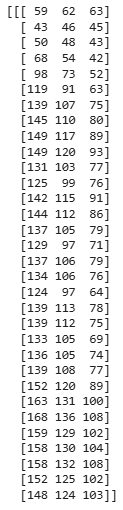 [[[ 59 62 63]
[ 43 46 45]
[ 50 48 43]
[ 68 54 42]
[ 98 73 52]
[119 91 63]
[139 107 75]
[145 110 80]
[149 117 89]
[149 120 93]
[131 103 77]
[125 99 76]
[142 115 91]
[144 112 86]
[137 105 79]
[129 97 71]
[137 106 79]
[134 106 76]
[124 97 64]
[139 113 78]
[139 112 75]
[133 105 69]
[136 105 74]
[139 108 77]
[152 120 89]
[163 131 100]
[168 136 108]
[159 129 102]
[158 130 104]
[158 132 108]
[152 125 102]
[148 124 103]]